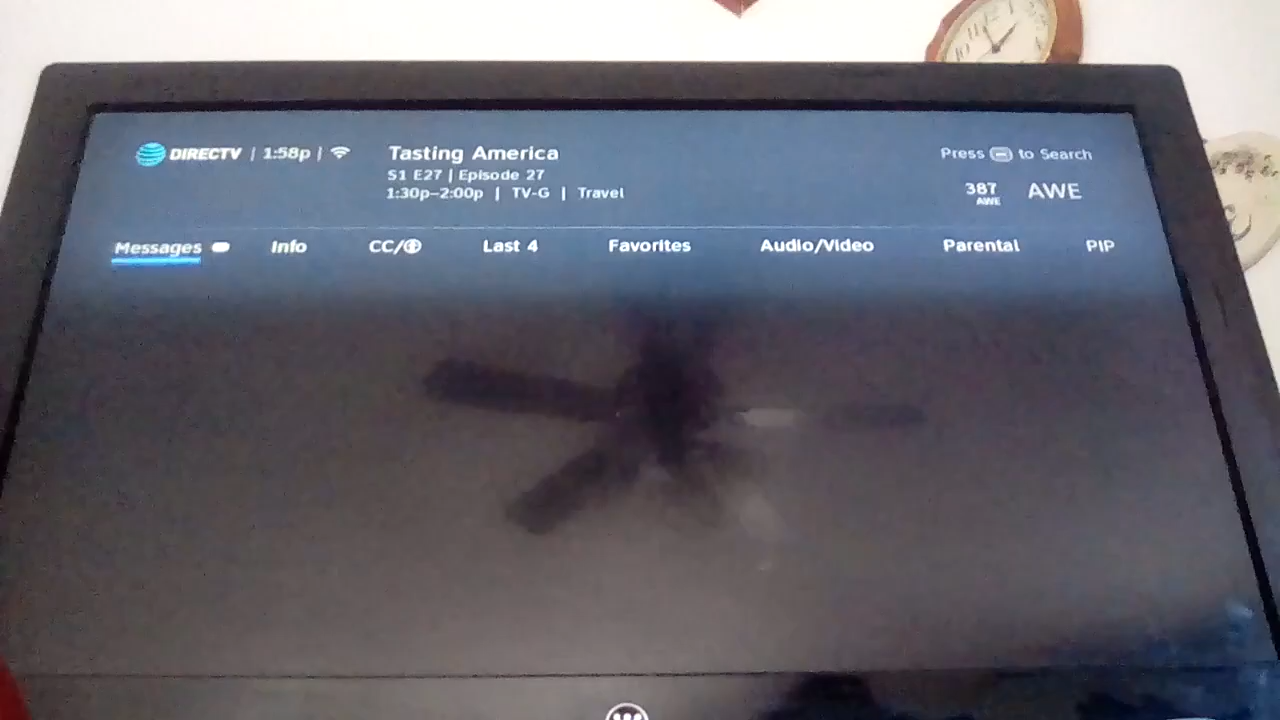 DIRECTV | 1:58p |
Tasting America
S1 E27 | Episode 27
1:30p–2:00p | TV-G | Travel
Press to Search
387 AWE
AWE
Messages Info CC/ Last 4 Favorites Audio/Video Parental PIP